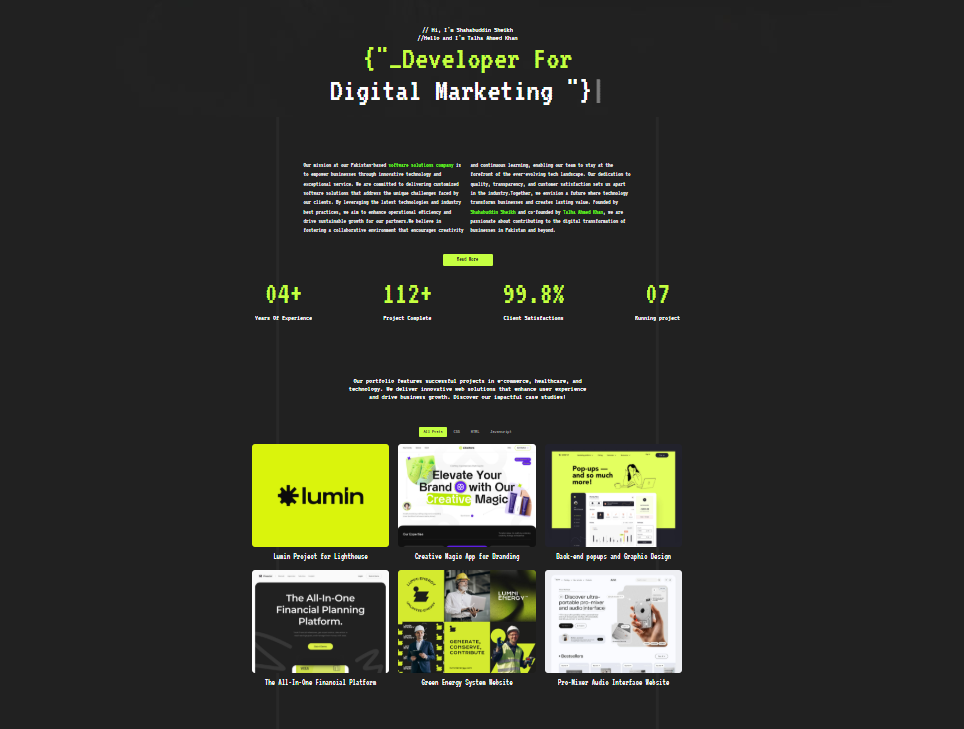 // Hi, I'm Shahabuddin Sheikh
//Hello and I'm Talha Ahmed Khan
{"_Developer For
Digital Marketing "}|
Our mission at our Pakistan-based software solutions company is
to empower businesses through innovative technology and
exceptional service. We are committed to delivering customized
software solutions that address the unique challenges faced by
our clients. By leveraging the latest technologies and industry
best practices, we aim to enhance operational efficiency and
drive sustainable growth for our partners.We believe in
fostering a collaborative environment that encourages creativity
and continuous learning, enabling our team to stay at the
forefront of the ever-evolving tech landscape. Our dedication to
quality, transparency, and customer satisfaction sets us apart
in the industry.Together, we envision a future where technology
transforms businesses and creates lasting value. Founded by
Shahabuddin Sheikh and co-founded by Talha Ahmed Khan, we are
passionate about contributing to the digital transformation of
businesses in Pakistan and beyond.
Read More
04+ 112+ 99.8% 07
Years Of Experience Project Complete Client Satisfactions Running project
Our portfolio features successful projects in e-commerce, healthcare, and
technology. We deliver innovative web solutions that enhance user experience
and drive business growth. Discover our impactful case studies!
All Posts CSS HTML Javascript
lumin
Elevate Your
Brand with Our
Creative Magic
Our Expertise
Pop-ups —
and so much
more!
Lumin Project for Lighthouse
Creative Magic App for Branding
Back-end popups and Graphic Design
The All-In-One
Financial Planning
Platform.
LUMMI
ENERGY
GENERATE,
CONSERVE,
CONTRIBUTE
Discover ultra-
portable pro-mixer
and audio interface
Bestsellers
The All-In-One Financial Platform
Green Energy System Website
Pro-Mixer Audio Interface Website